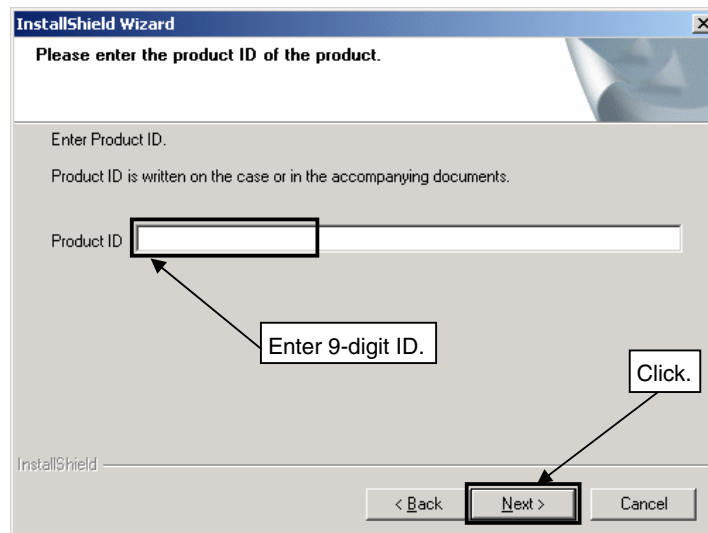 InstallShield Wizard
Please enter the product ID of the product.
Enter Product ID.
Product ID is written on the case or in the accompanying documents.
Product ID
Enter 9-digit ID.
Click.
InstallShield
< Back Next > Cancel